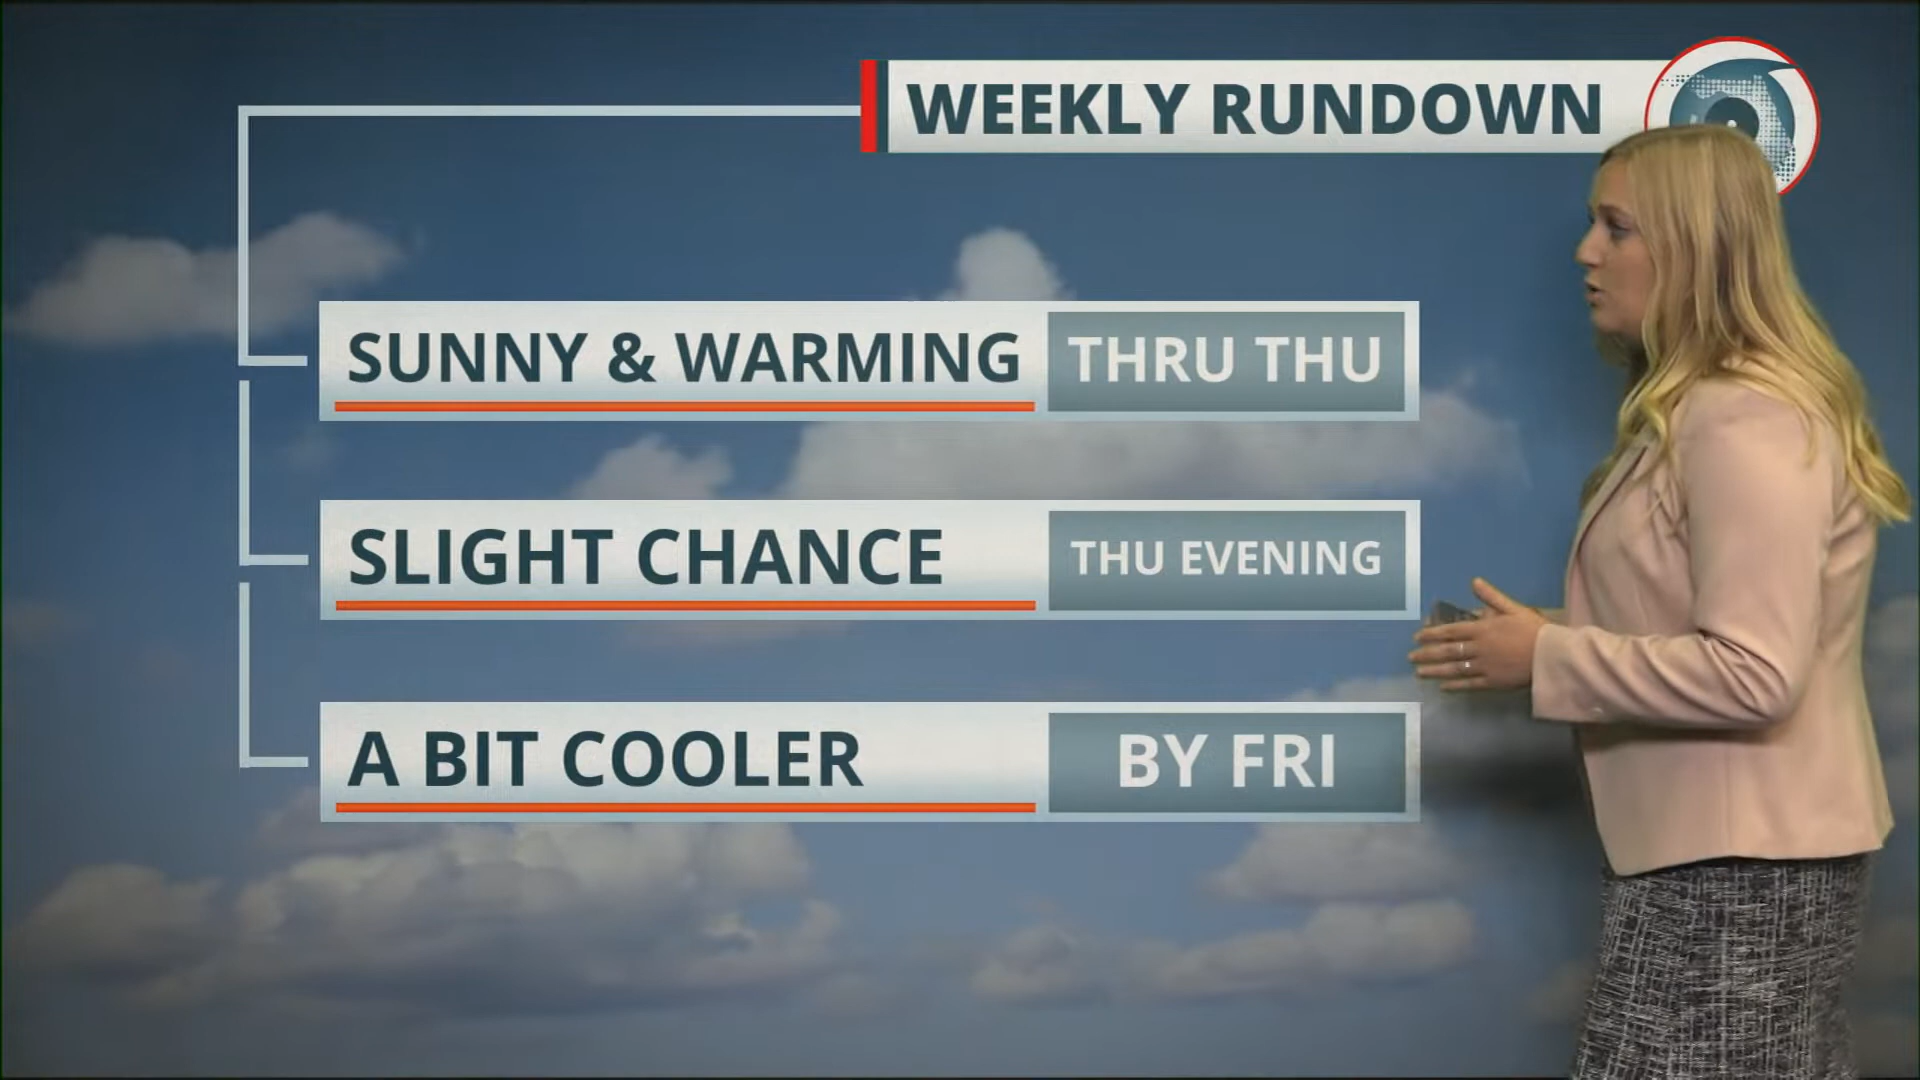 WEEKLY RUNDOWN
SUNNY & WARMING THRU THU
SLIGHT CHANCE THU EVENING
A BIT COOLER BY FRI